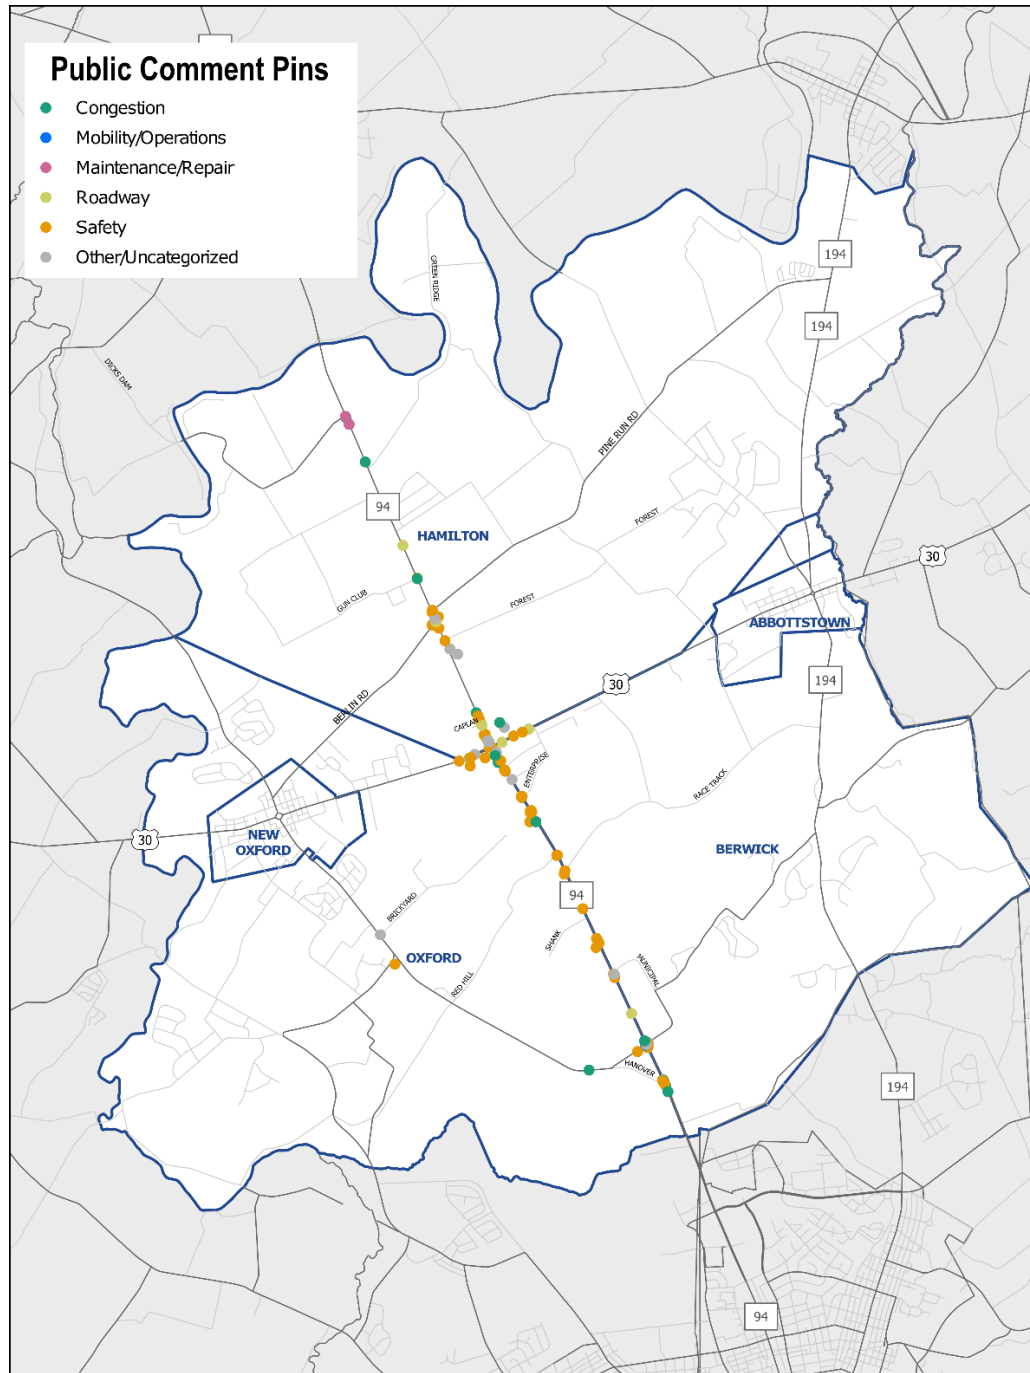 Public Comment Pins
Congestion
Mobility/Operations
Maintenance/Repair
Roadway
Safety
Other/Uncategorized
GREEN RIDGE
194
194
DICKS DAM
PINE RUN RD
94
HAMILTON
FOREST
30
GUN CLUB
FOREST
ABBOTTSTOWN
194
30
BERLIN RD
CAPLAN
ENTERPRISE
RACE TRACK
30
NEW
OXFORD
BERWICK
94
BRICKYARD
SHANK
OXFORD
RED HILL
MUNICIPAL
HANOVER
194
94